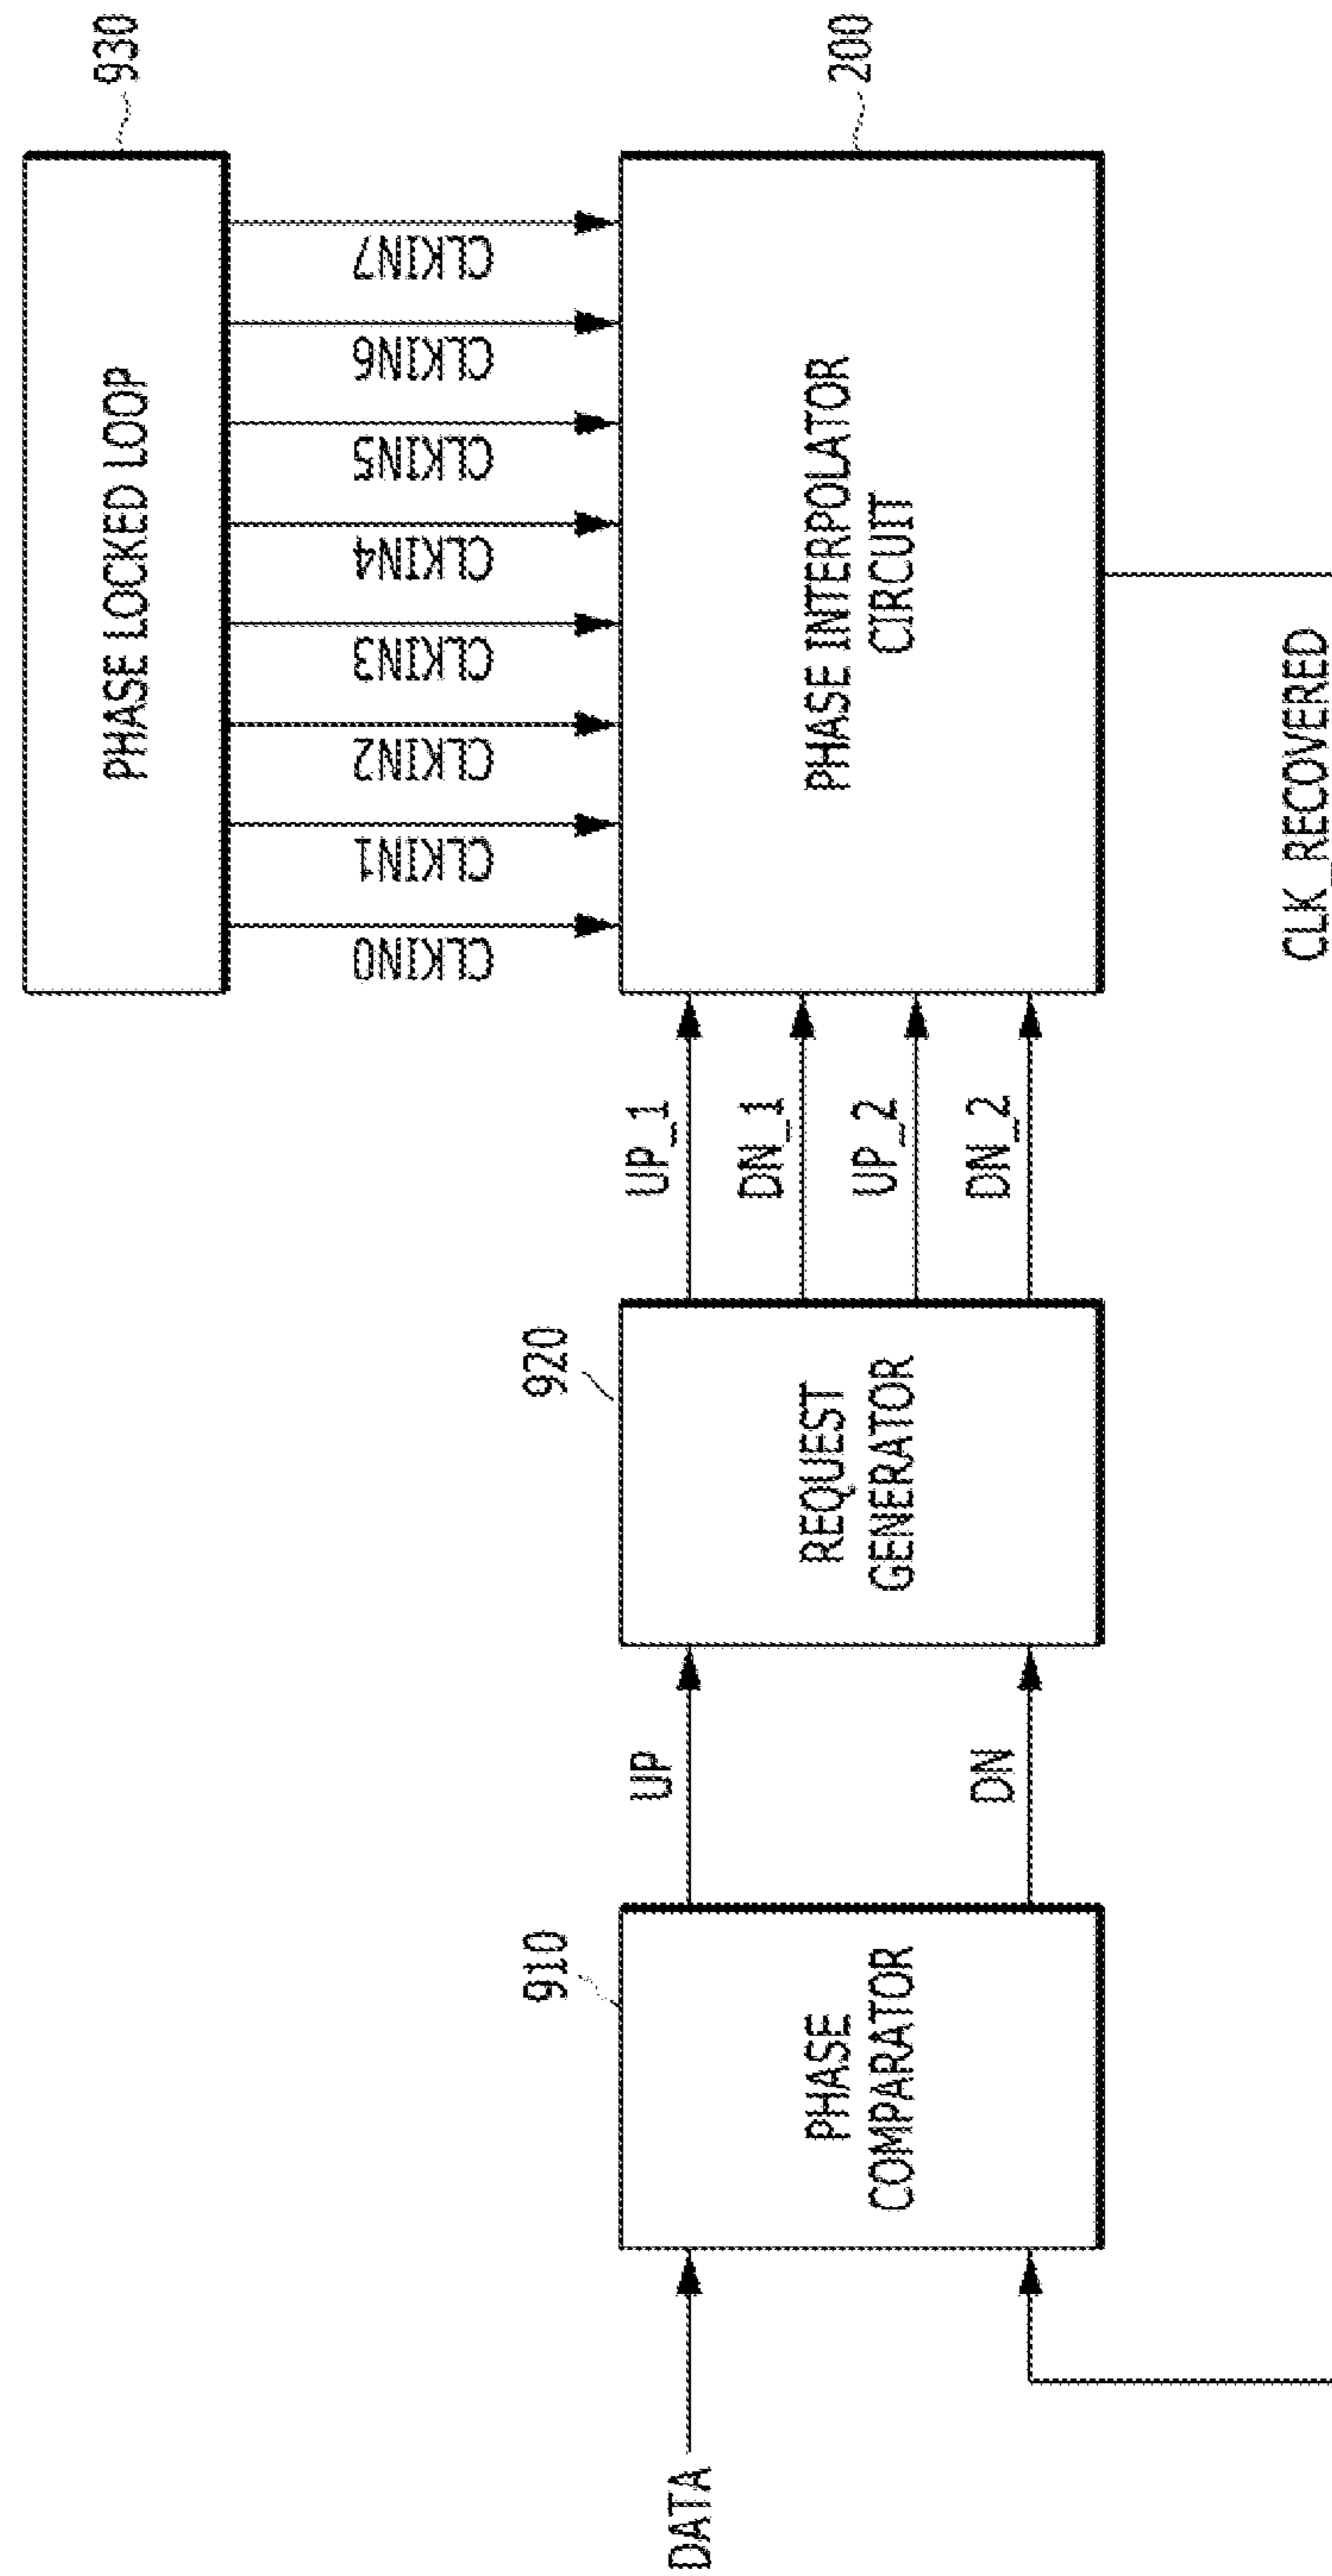 930
PHASE LOCKED LOOP
CLKIN0
CLKIN1
CLKIN2
CLKIN3
CLKIN4
CLKIN5
CLKIN6
CLKIN7
910
920
200
DATA
PHASE
COMPARATOR
UP
DN
REQUEST
GENERATOR
UP_1
DN_1
UP_2
DN_2
PHASE INTERPOLATOR
CIRCUIT
CLK_RECOVERED